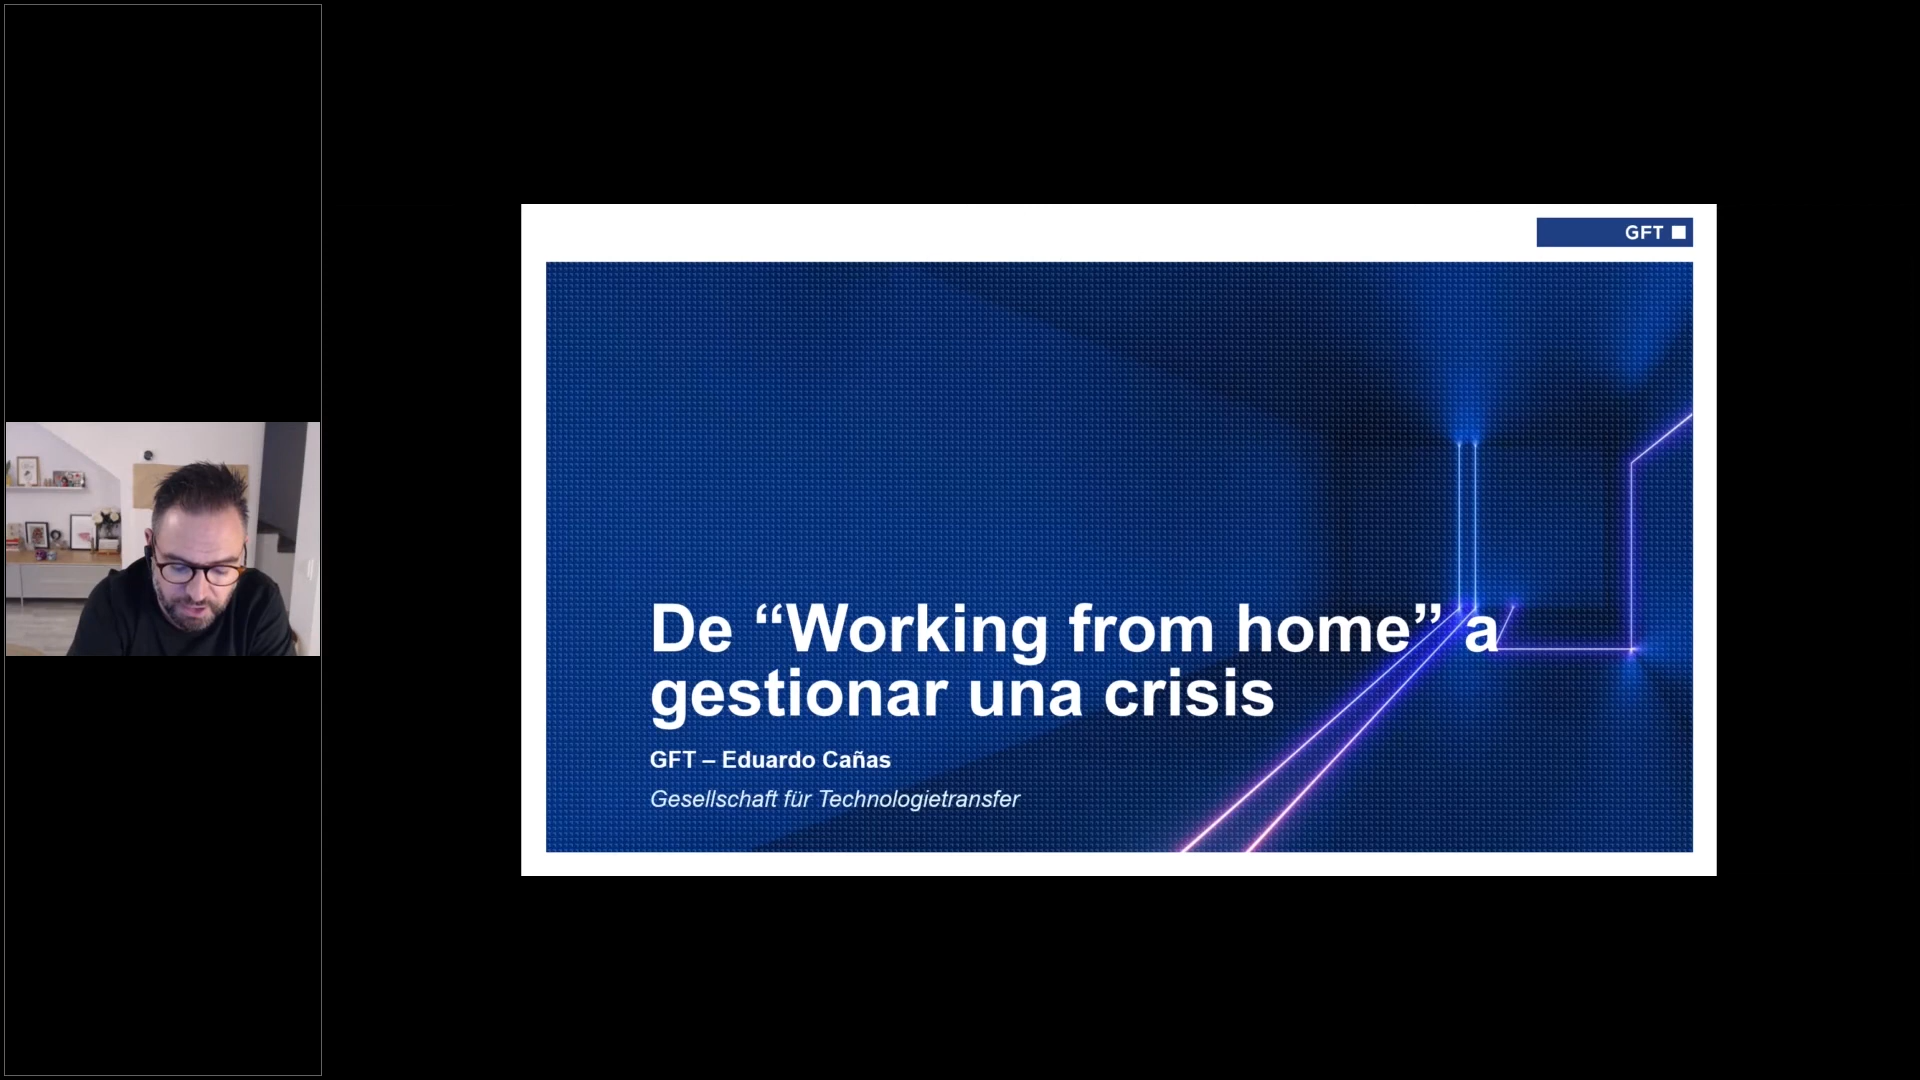 GFT
De “Working from home” a
gestionar una crisis
GFT – Eduardo Cañas
Gesellschaft für Technologietransfer